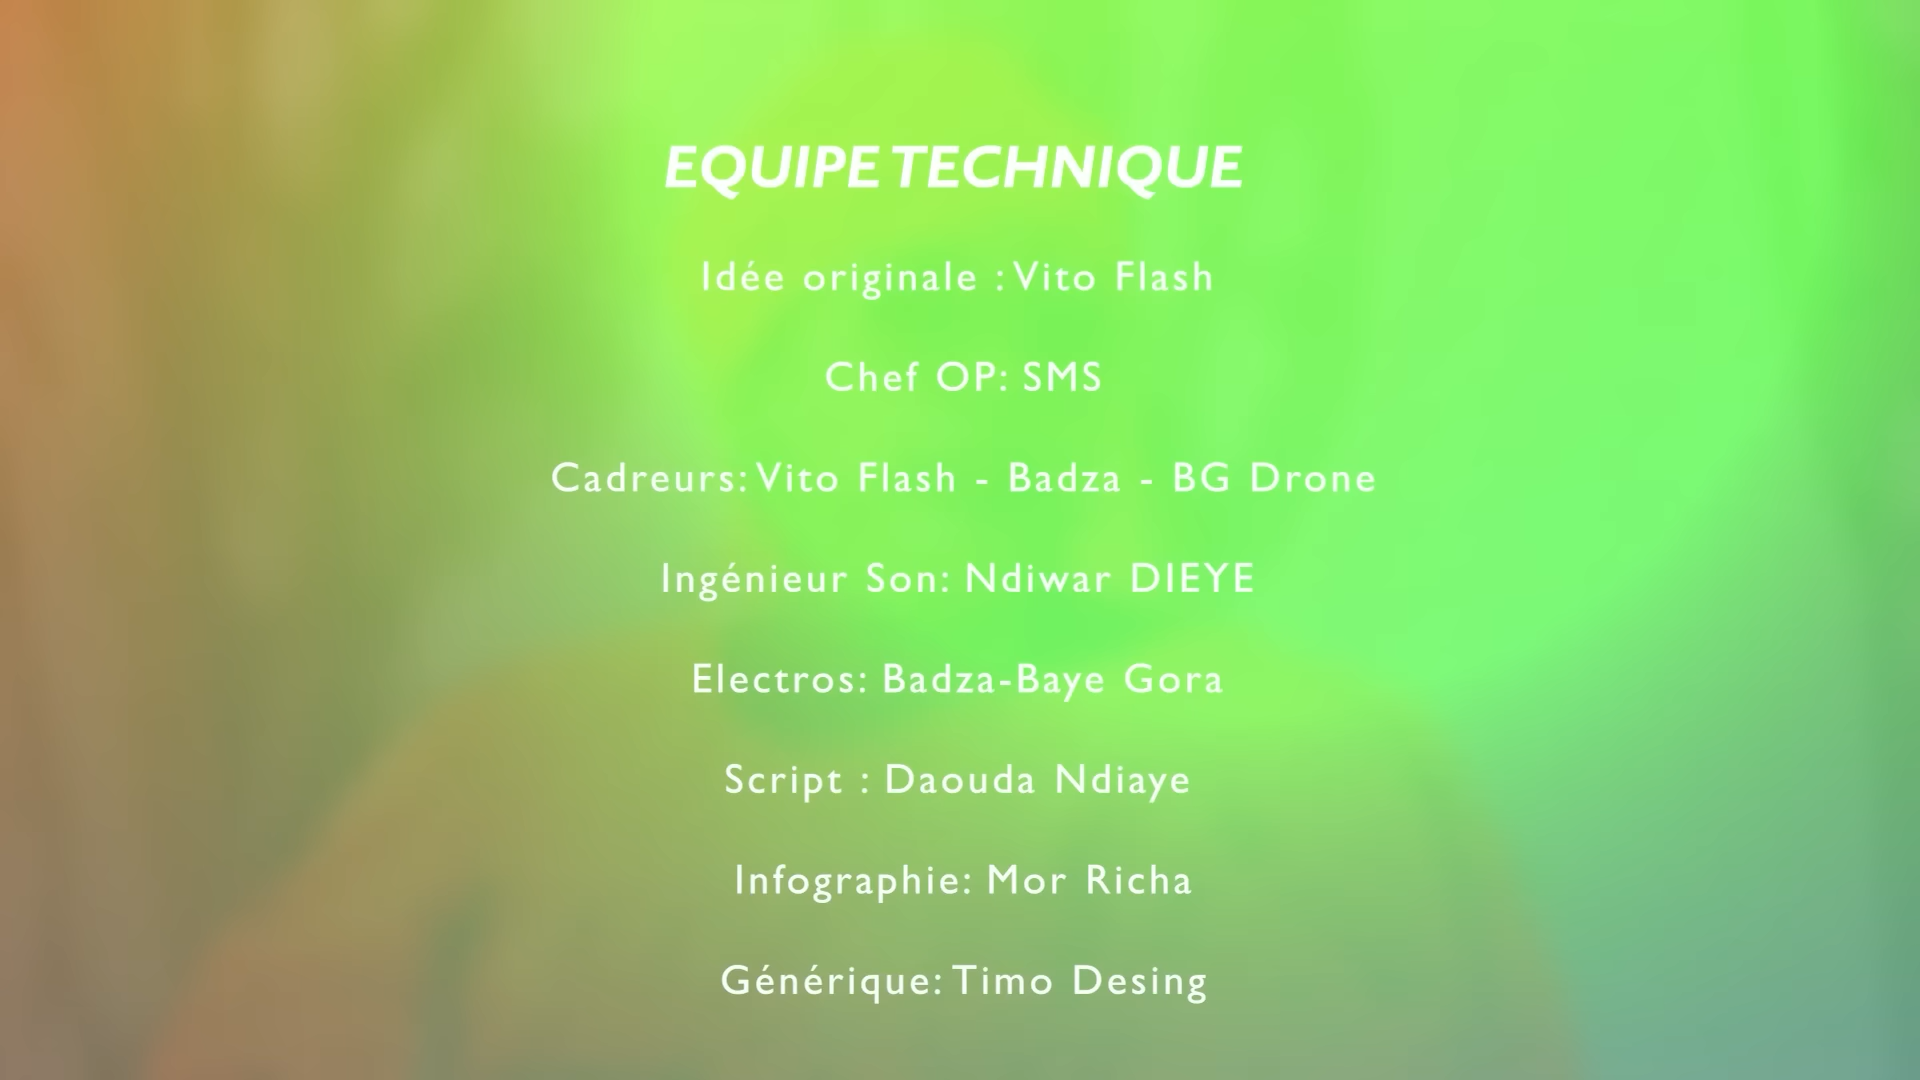 EQUIPE TECHNIQUE
Idée originale : Vito Flash
Chef OP: SMS
Cadreurs: Vito Flash - Badza - BG Drone
Ingénieur Son: Ndiwar DIEYE
Electros: Badza-Baye Gora
Script : Daouda Ndiaye
Infographie: Mor Richa
Générique: Timo Desing